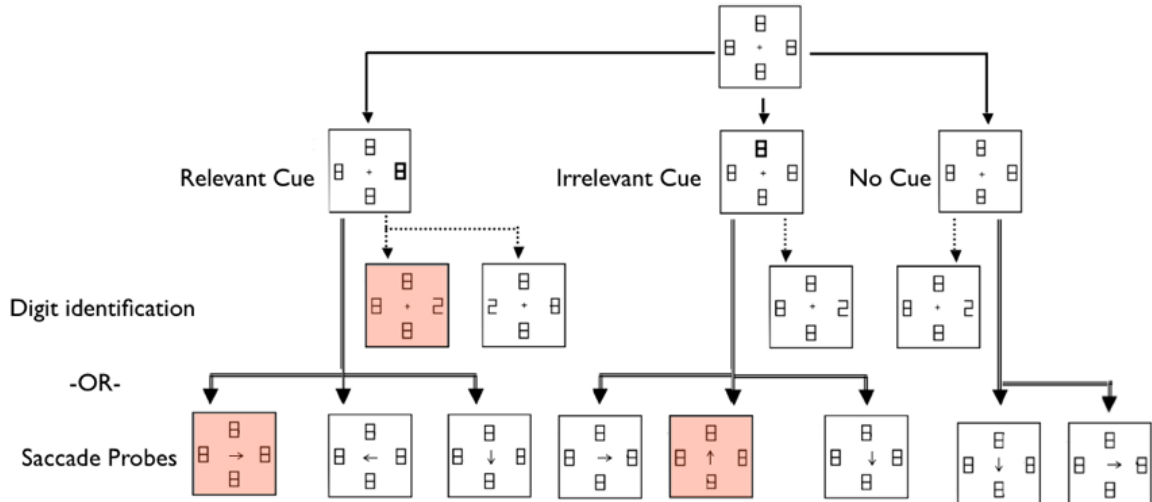 Relevant Cue
Irrelevant Cue
No Cue
Digit identification
-OR-
Saccade Probes